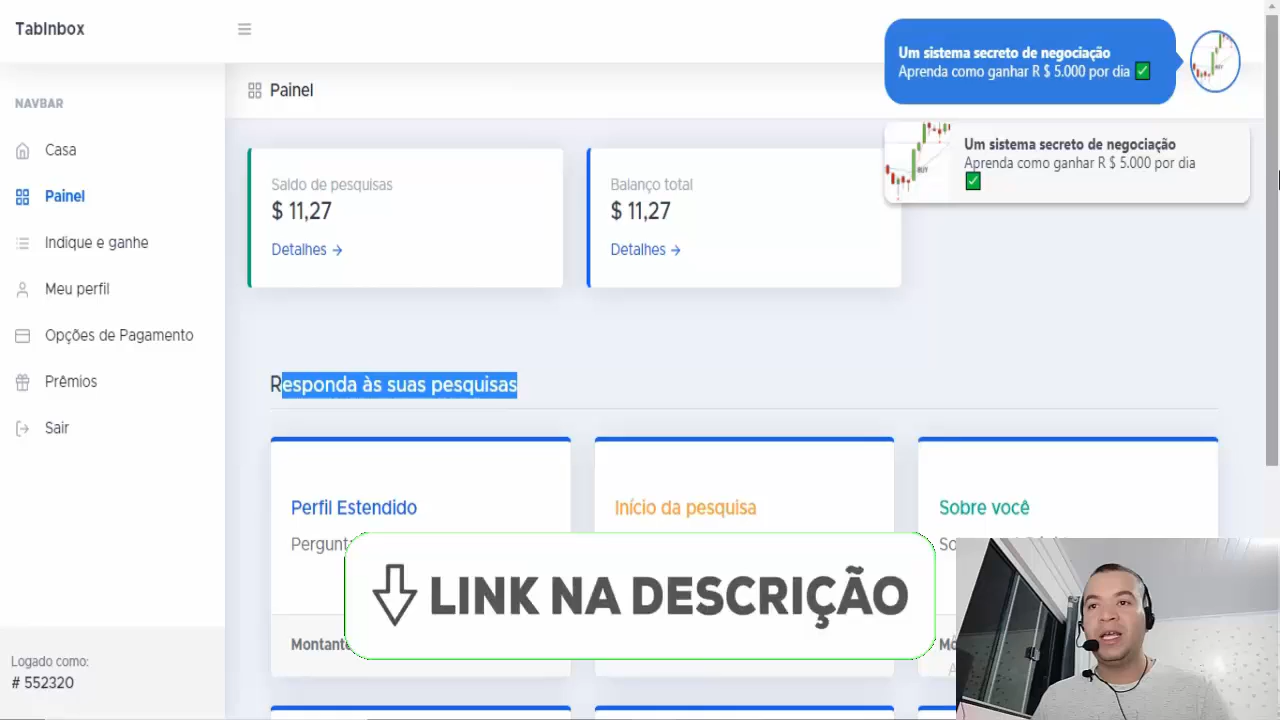 TabInbox
Um sistema secreto de negociação
Aprenda como ganhar R $ 5.000 por dia ✅
Painel
NAVBAR
Casa
Painel
Indique e ganhe
Meu perfil
Opções de Pagamento
Prêmios
Sair
Um sistema secreto de negociação
Aprenda como ganhar R $ 5.000 por dia
✅
BUY
Saldo de pesquisas
$ 11,27
Detalhes →
Balanço total
$ 11,27
Detalhes →
Responda às suas pesquisas
Perfil Estendido
Início da pesquisa
Sobre você
LINK NA DESCRIÇÃO
Logado como:
# 552320